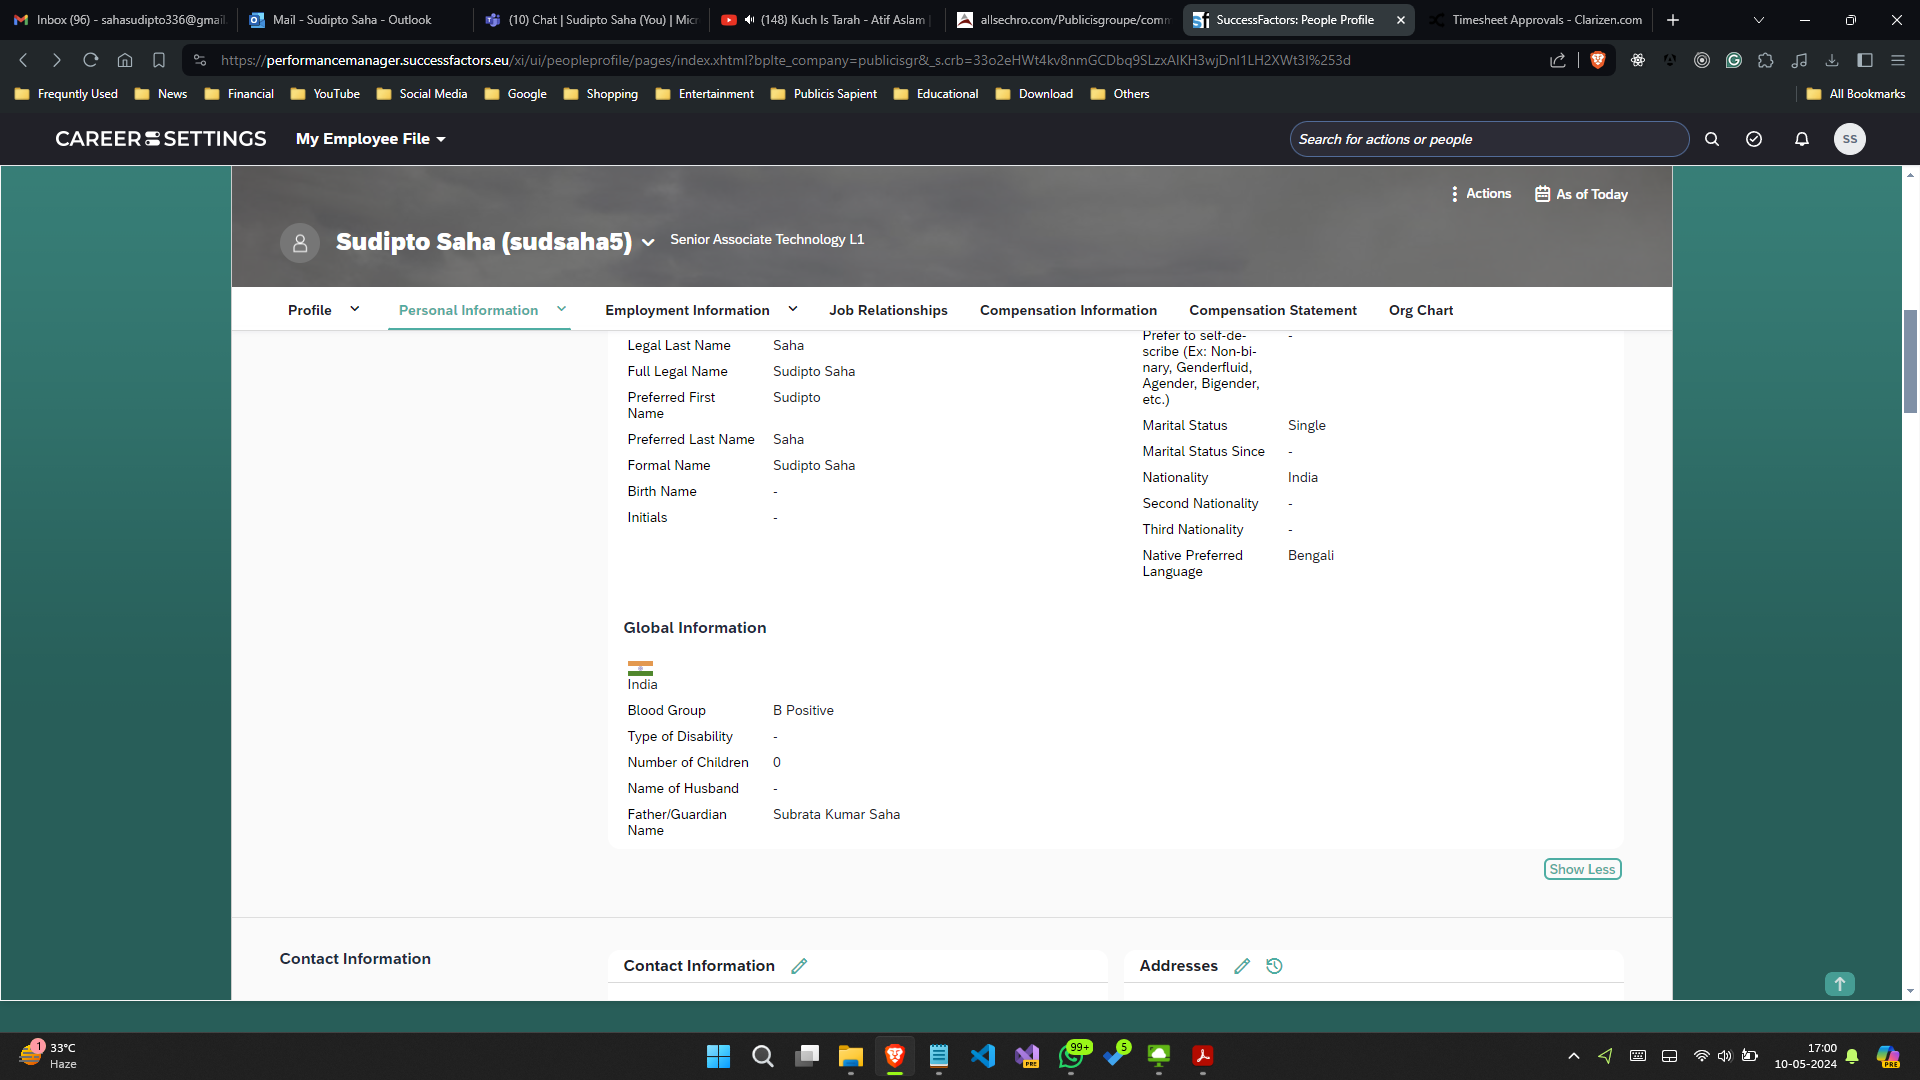 Inbox (96) - sahasudipto336@gmail.
Mail - Sudipto Saha - Outlook
(10) Chat | Sudipto Saha (You) | Micr
(148) Kuch Is Tarah - Atif Aslam |
allsechro.com/Publicisgroupe/comm
SuccessFactors: People Profile
Timesheet Approvals - Clarizen.com
https://performancemanager.successfactors.eu/xi/ui/peopleprofile/pages/index.xhtml?bplte_company=publicisgr&_s.crb=33o2eHWt4kv8nmGCDbq9SLzxAlKH3wjDnI1LH2XWt3I%253d
Frequntly Used
News
Financial
YouTube
Social Media
Google
Shopping
Entertainment
Publicis Sapient
Educational
Download
Others
All Bookmarks
CAREER SETTINGS
My Employee File
Search for actions or people
SS
Actions
As of Today
Sudipto Saha (sudsaha5)
Senior Associate Technology L1
Profile
Personal Information
Employment Information
Job Relationships
Compensation Information
Compensation Statement
Org Chart
Legal Last Name Saha
Full Legal Name Sudipto Saha
Preferred First Sudipto
Name
Preferred Last Name Saha
Formal Name Sudipto Saha
Birth Name -
Initials -
Prefer to self-de- -
scribe (Ex: Non-bi-
nary, Genderfluid,
Agender, Bigender,
etc.)
Marital Status Single
Marital Status Since -
Nationality India
Second Nationality -
Third Nationality -
Native Preferred Bengali
Language
Global Information
India
Blood Group B Positive
Type of Disability -
Number of Children 0
Name of Husband -
Father/Guardian Subrata Kumar Saha
Name
Show Less
Contact Information
Contact Information
Addresses
1
33°C
Haze
PRE
99+
5
17:00
10-05-2024
PRE